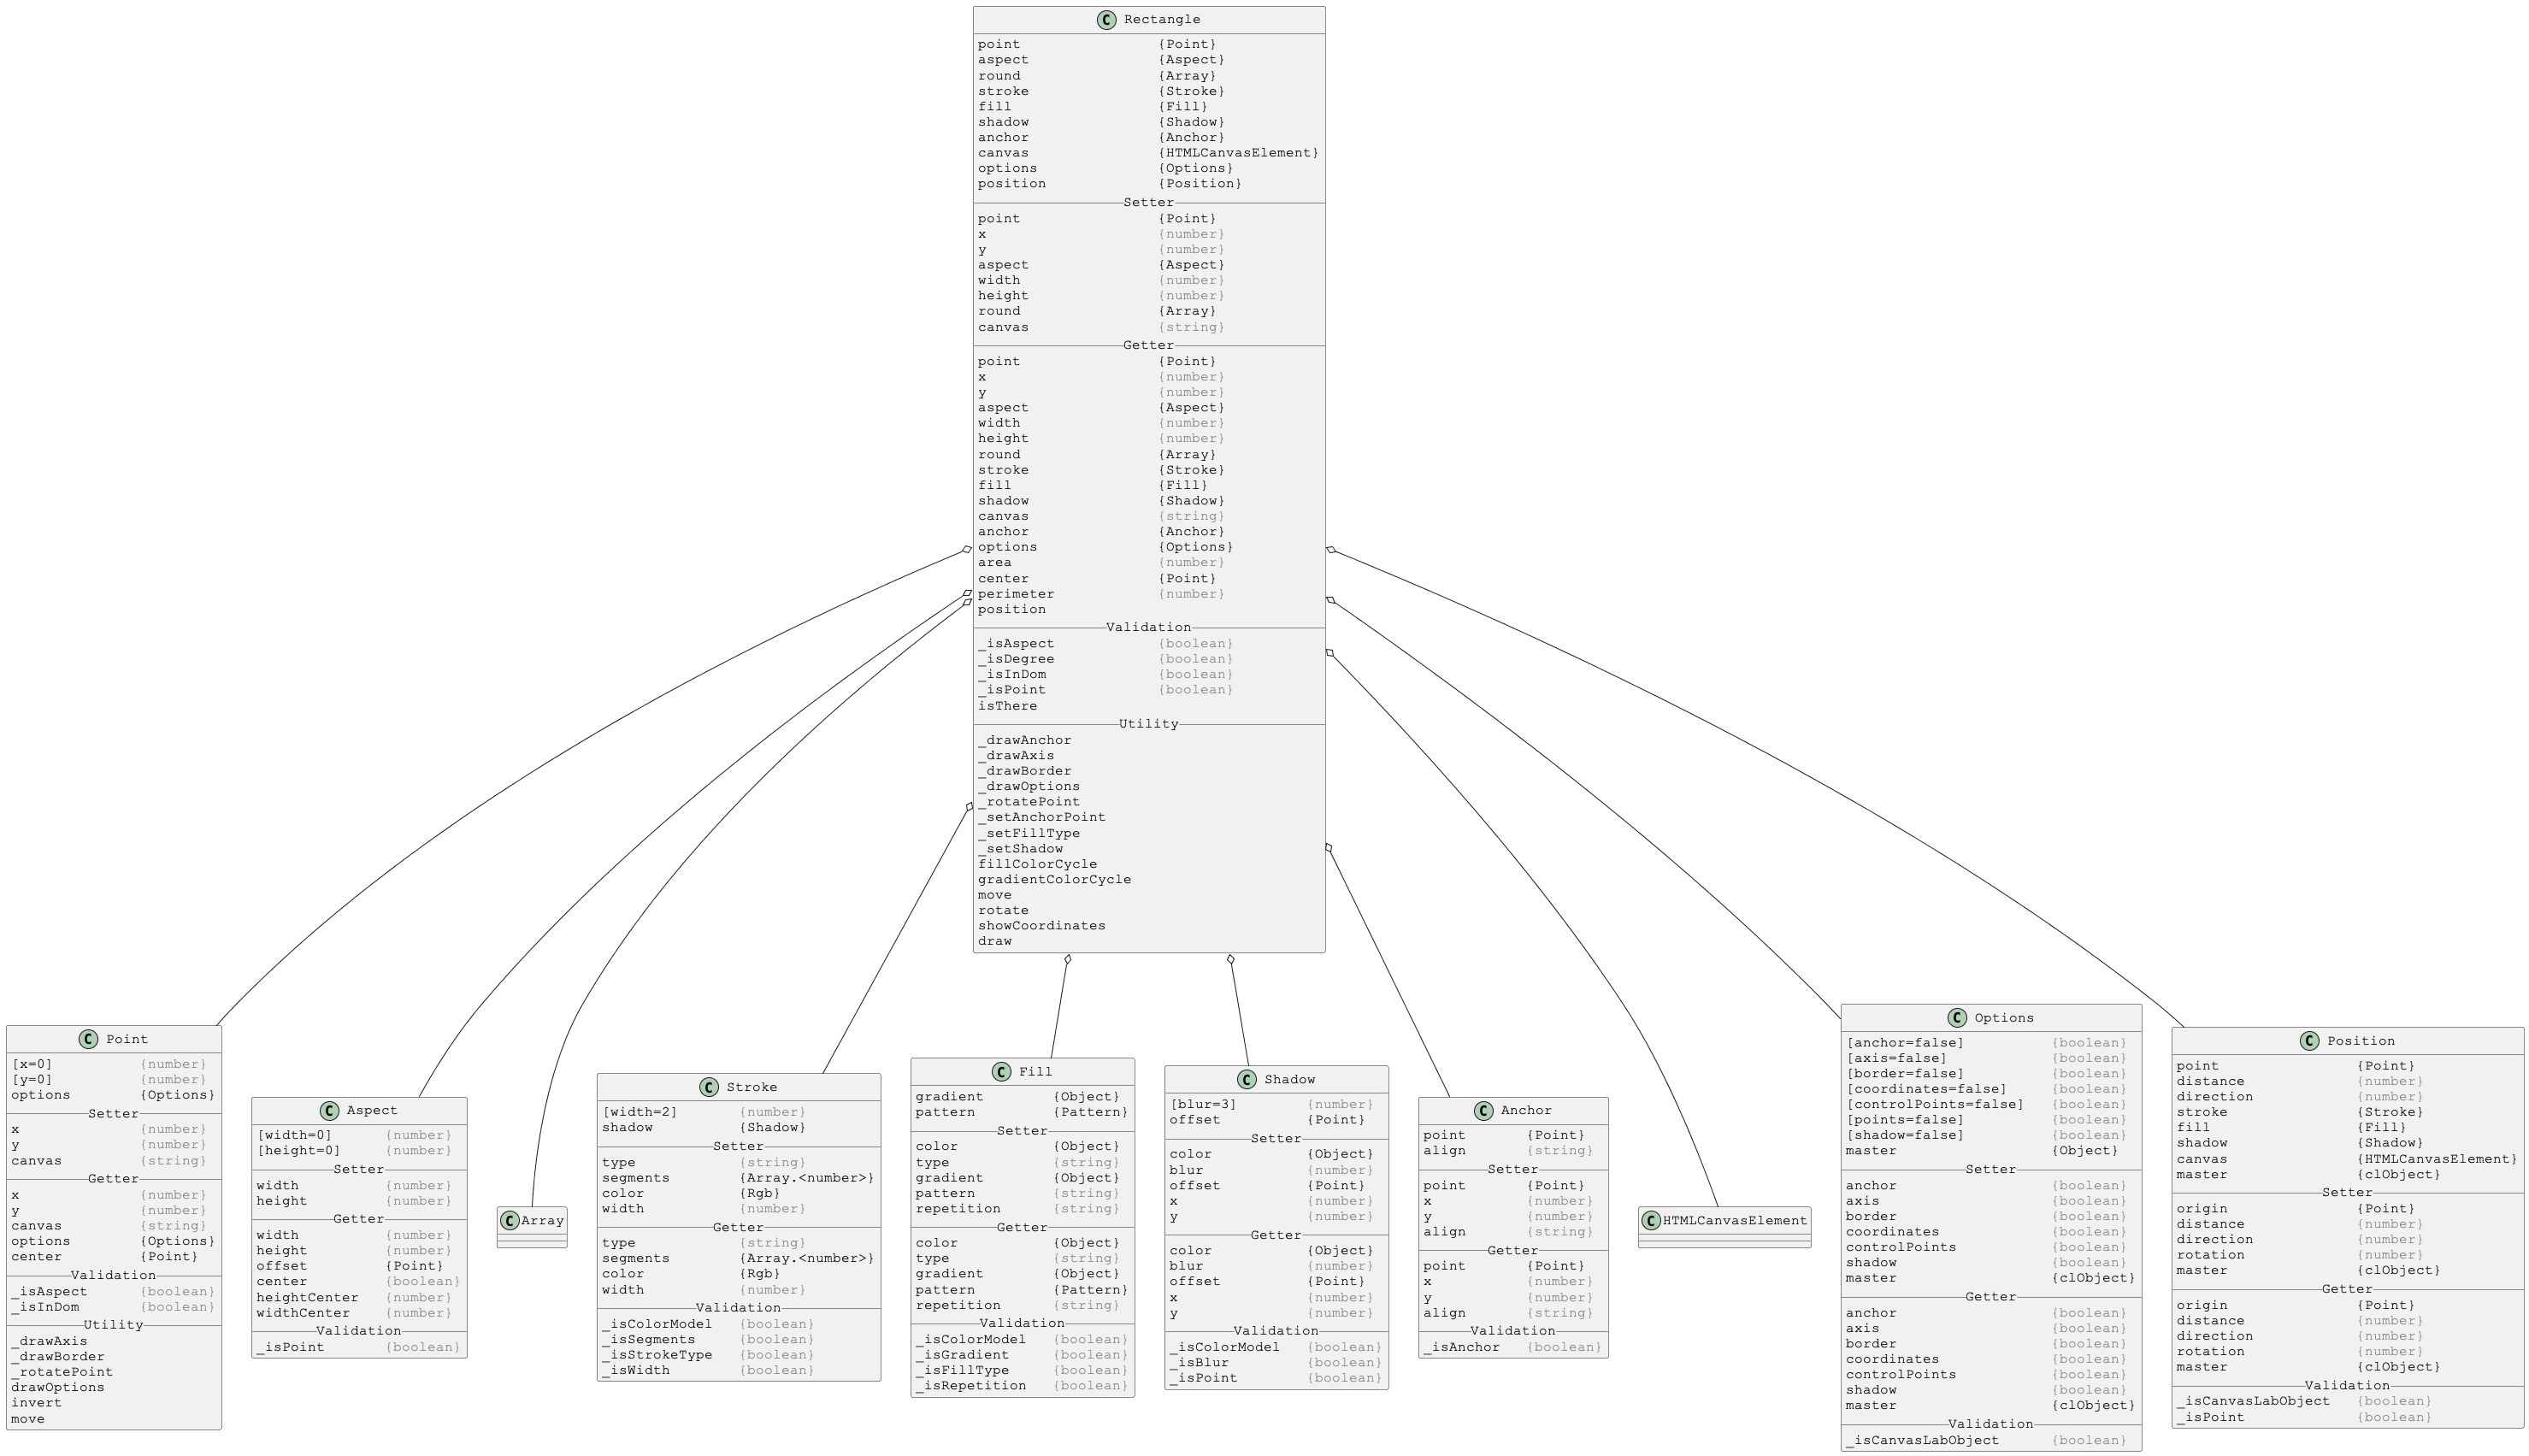 C Rectangle
point {Point}
aspect {Aspect}
round {Array}
stroke {Stroke}
fill {Fill}
shadow {Shadow}
anchor {Anchor}
canvas {HTMLCanvasElement}
options {Options}
position {Position}
Setter
point {Point}
x {number}
y {number}
aspect {Aspect}
width {number}
height {number}
round {Array}
canvas {string}
Getter
point {Point}
x {number}
y {number}
aspect {Aspect}
width {number}
height {number}
round {Array}
stroke {Stroke}
fill {Fill}
shadow {Shadow}
canvas {string}
anchor {Anchor}
options {Options}
area {number}
center {Point}
perimeter {number}
position
Validation
_isAspect {boolean}
_isDegree {boolean}
_isInDom {boolean}
_isPoint {boolean}
isThere
Utility
_drawAnchor
_drawAxis
_drawBorder
_drawOptions
_rotatePoint
_setAnchorPoint
_setFillType
_setShadow
fillColorCycle
gradientColorCycle
move
rotate
showCoordinates
draw
C Point
[x=0] {number}
[y=0] {number}
options {Options}
Setter
x {number}
y {number}
canvas {string}
Getter
x {number}
y {number}
canvas {string}
options {Options}
center {Point}
Validation
_isAspect {boolean}
_isInDom {boolean}
Utility
_drawAxis
_drawBorder
_rotatePoint
drawOptions
invert
move
C Aspect
[width=0] {number}
[height=0] {number}
Setter
width {number}
height {number}
Getter
width {number}
height {number}
offset {Point}
center {boolean}
heightCenter {number}
widthCenter {number}
Validation
_isPoint {boolean}
C Array
C Stroke
[width=2] {number}
shadow {Shadow}
Setter
type {string}
segments {Array.<number>}
color {Rgb}
width {number}
Getter
type {string}
segments {Array.<number>}
color {Rgb}
width {number}
Validation
_isColorModel {boolean}
_isSegments {boolean}
_isStrokeType {boolean}
_isWidth {boolean}
C Fill
gradient {Object}
pattern {Pattern}
Setter
color {Object}
type {string}
gradient {Object}
pattern {string}
repetition {string}
Getter
color {Object}
type {string}
gradient {Object}
pattern {Pattern}
repetition {string}
Validation
_isColorModel {boolean}
_isGradient {boolean}
_isFillType {boolean}
_isRepetition {boolean}
C Shadow
[blur=3] {number}
offset {Point}
Setter
color {Object}
blur {number}
offset {Point}
x {number}
y {number}
Getter
color {Object}
blur {number}
offset {Point}
x {number}
y {number}
Validation
_isColorModel {boolean}
_isBlur {boolean}
_isPoint {boolean}
C Anchor
point {Point}
align {string}
Setter
point {Point}
x {number}
y {number}
align {string}
Getter
point {Point}
x {number}
y {number}
align {string}
Validation
_isAnchor {boolean}
C HTMLCanvasElement
C Options
[anchor=false] {boolean}
[axis=false] {boolean}
[border=false] {boolean}
[coordinates=false] {boolean}
[controlPoints=false] {boolean}
[points=false] {boolean}
[shadow=false] {boolean}
master {Object}
Setter
anchor {boolean}
axis {boolean}
border {boolean}
coordinates {boolean}
controlPoints {boolean}
shadow {boolean}
master {clObject}
Getter
anchor {boolean}
axis {boolean}
border {boolean}
coordinates {boolean}
controlPoints {boolean}
shadow {boolean}
master {clObject}
Validation
_isCanvasLabObject {boolean}
C Position
point {Point}
distance {number}
direction {number}
stroke {Stroke}
fill {Fill}
shadow {Shadow}
canvas {HTMLCanvasElement}
master {clObject}
Setter
origin {Point}
distance {number}
direction {number}
rotation {number}
master {clObject}
Getter
origin {Point}
distance {number}
direction {number}
rotation {number}
master {clObject}
Validation
_isCanvasLabObject {boolean}
_isPoint {boolean}